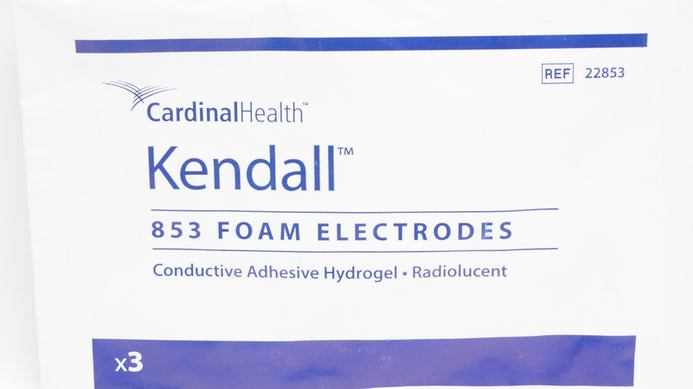 REF 22853
CardinalHealth™
Kendall™
853 FOAM ELECTRODES
Conductive Adhesive Hydrogel • Radiolucent
x3